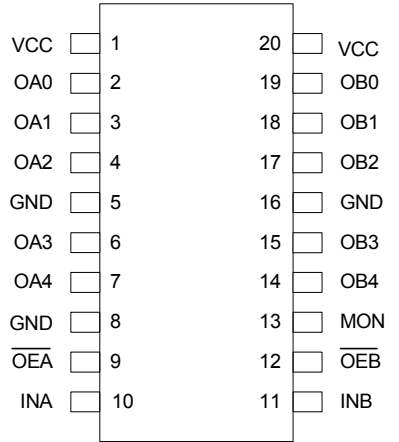 VCC 1 20 VCC
OA0 2 19 OB0
OA1 3 18 OB1
OA2 4 17 OB2
GND 5 16 GND
OA3 6 15 OB3
OA4 7 14 OB4
GND 8 13 MON
O̅E̅A̅ 9 12 O̅E̅B̅
INA 10 11 INB